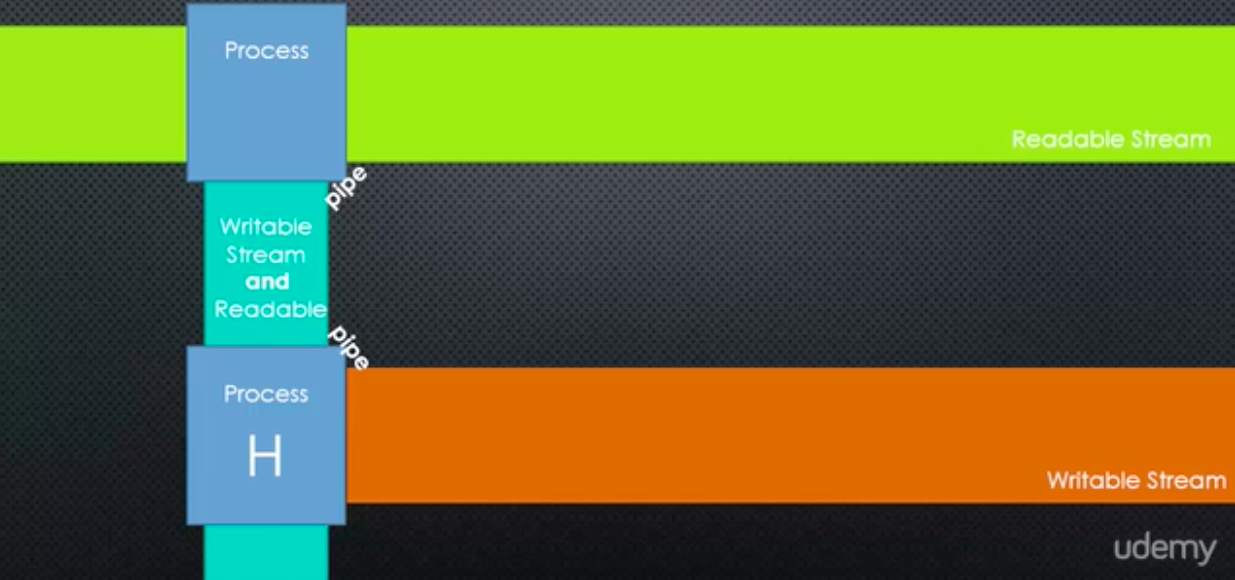 Process
Readable Stream
pipe
Writable
Stream
and
Readable
pipe
Process
H
Writable Stream
udemy